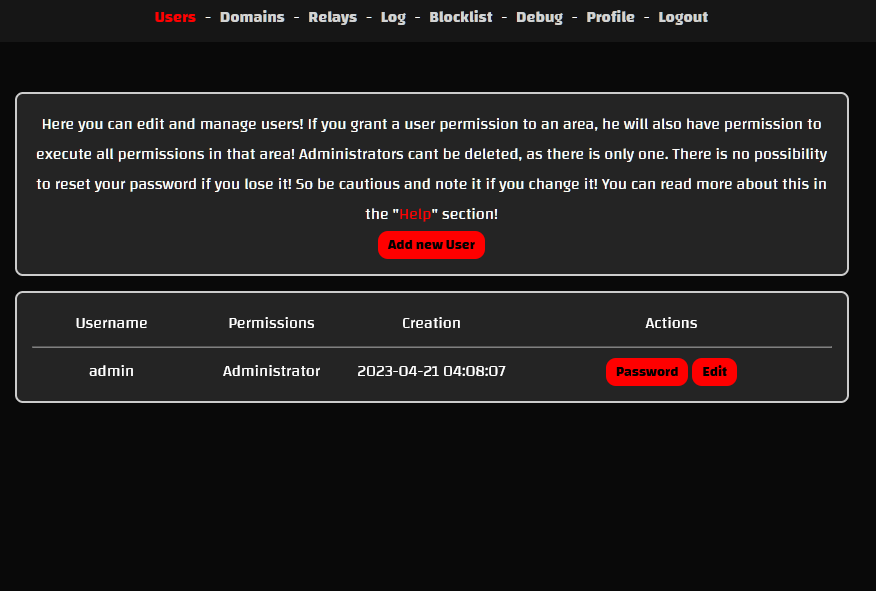 Users - Domains - Relays - Log - Blocklist - Debug - Profile - Logout
Here you can edit and manage users! If you grant a user permission to an area, he will also have permission to
execute all permissions in that area! Administrators cant be deleted, as there is only one. There is no possibility
to reset your password if you lose it! So be cautious and note it if you change it! You can read more about this in
the "Help" section!
Add new User
Username Permissions Creation Actions
admin Administrator 2023-04-21 04:08:07 Password Edit